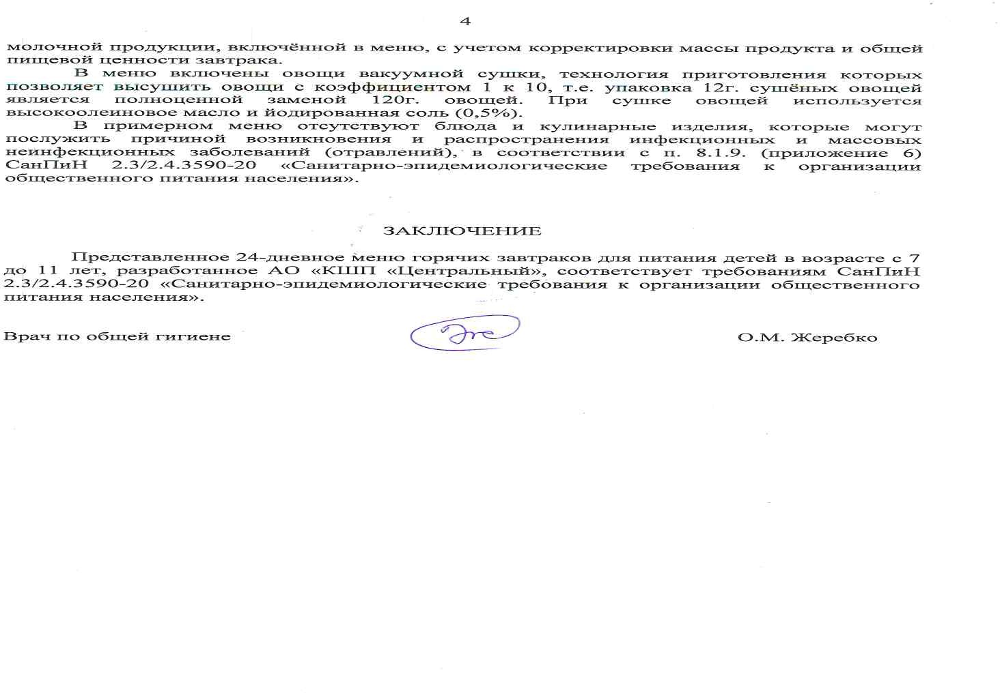 4
молочной продукции, включённой в меню, с учетом корректировки массы продукта и общей
пищевой ценности завтрака.
В меню включены овощи вакуумной сушки, технология приготовления которых
позволяет высушить овощи с коэффициентом 1 к 10, т.е. упаковка 12г. сушёных овощей
является полноценной заменой 120г. овощей. При сушке овощей используется
высокоолеиновое масло и йодированная соль (0,5%).
В примерном меню отсутствуют блюда и кулинарные изделия, которые могут
послужить причиной возникновения и распространения инфекционных и массовых
неинфекционных заболеваний (отравлений), в соответствии с п. 8.1.9. (приложение 6)
СанПиН 2.3/2.4.3590-20 «Санитарно-эпидемиологические требования к организации
общественного питания населения».
ЗАКЛЮЧЕНИЕ
Представленное 24-дневное меню горячих завтраков для питания детей в возрасте с 7
до 11 лет, разработанное АО «КШП «Центральный», соответствует требованиям СанПиН
2.3/2.4.3590-20 «Санитарно-эпидемиологические требования к организации общественного
питания населения».
Врач по общей гигиене О.М. Жеребко